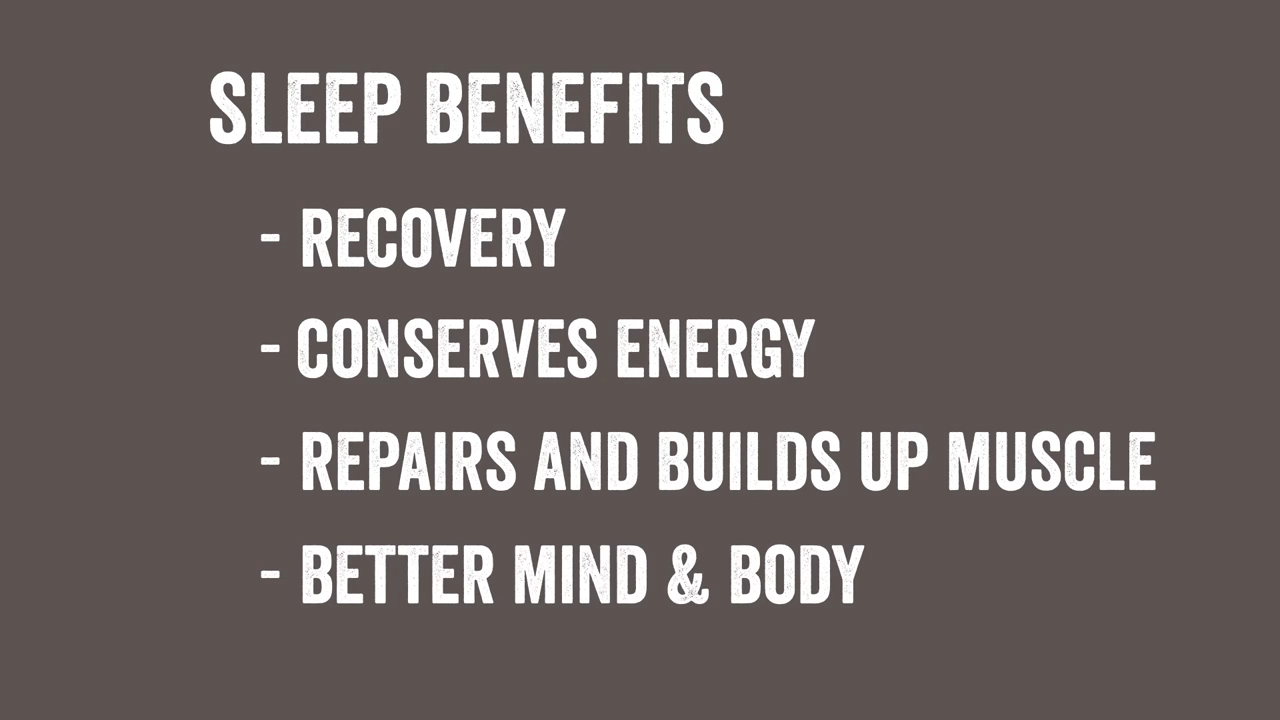 SLEEP BENEFITS
- RECOVERY
- CONSERVES ENERGY
- REPAIRS AND BUILDS UP MUSCLE
- BETTER MIND & BODY